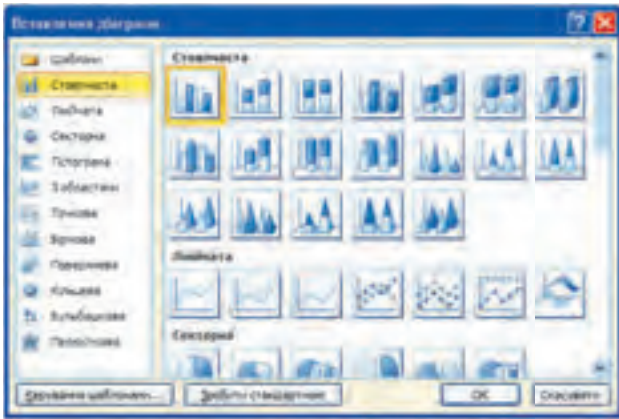 Вставлення діаграми
Шаблони
Стовпчаста
Лінійчата
Секторна
Гістограма
З областями
Точкова
Біржова
Поверхнева
Кільцева
Бульбашкова
Пелюсткова
Стовпчаста
Лінійчата
Секторна
Керування шаблонами...
Зробити стандартною
OK
Скасувати